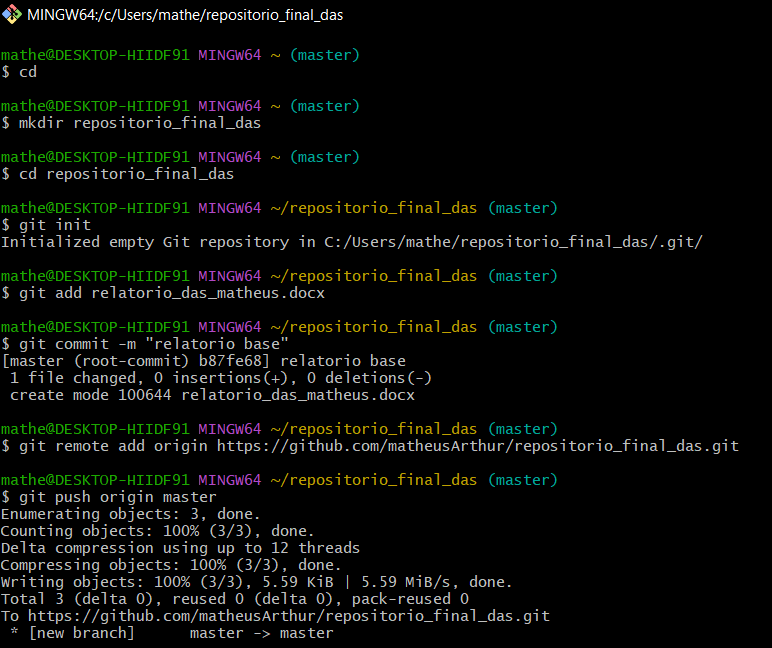 MINGW64:/c/Users/mathe/repositorio_final_das
mathe@DESKTOP-HIIDF91 MINGW64 ~ (master)
$ cd
mathe@DESKTOP-HIIDF91 MINGW64 ~ (master)
$ mkdir repositorio_final_das
mathe@DESKTOP-HIIDF91 MINGW64 ~ (master)
$ cd repositorio_final_das
mathe@DESKTOP-HIIDF91 MINGW64 ~/repositorio_final_das (master)
$ git init
Initialized empty Git repository in C:/Users/mathe/repositorio_final_das/.git/
mathe@DESKTOP-HIIDF91 MINGW64 ~/repositorio_final_das (master)
$ git add relatorio_das_matheus.docx
mathe@DESKTOP-HIIDF91 MINGW64 ~/repositorio_final_das (master)
$ git commit -m "relatorio base"
[master (root-commit) b87fe68] relatorio base
 1 file changed, 0 insertions(+), 0 deletions(-)
 create mode 100644 relatorio_das_matheus.docx
mathe@DESKTOP-HIIDF91 MINGW64 ~/repositorio_final_das (master)
$ git remote add origin https://github.com/matheusArthur/repositorio_final_das.git
mathe@DESKTOP-HIIDF91 MINGW64 ~/repositorio_final_das (master)
$ git push origin master
Enumerating objects: 3, done.
Counting objects: 100% (3/3), done.
Delta compression using up to 12 threads
Compressing objects: 100% (3/3), done.
Writing objects: 100% (3/3), 5.59 KiB | 5.59 MiB/s, done.
Total 3 (delta 0), reused 0 (delta 0), pack-reused 0
To https://github.com/matheusArthur/repositorio_final_das.git
 * [new branch]      master -> master